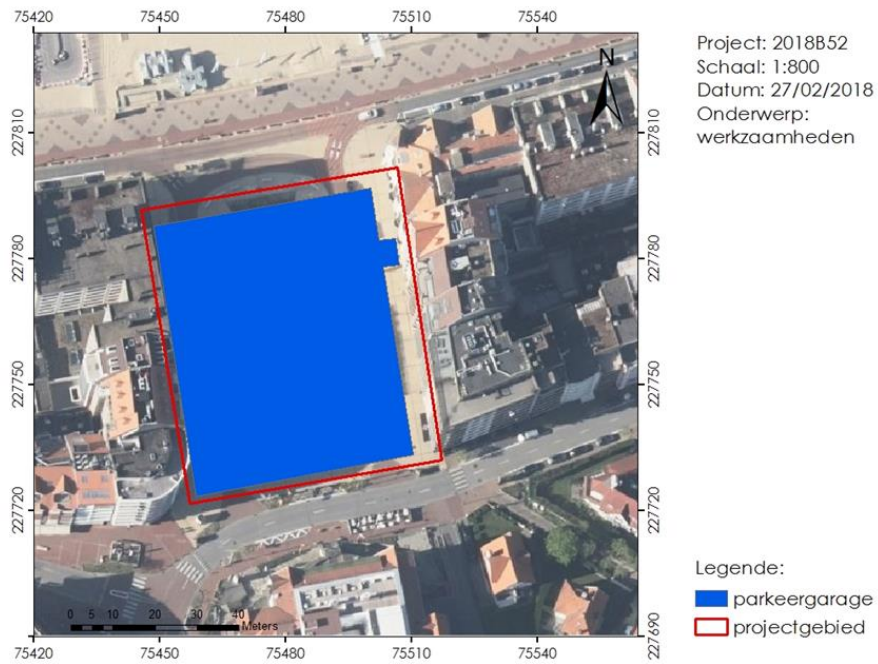 75420 75450 75480 75510 75540
Project: 2018B52
Schaal: 1:800
Datum: 27/02/2018
Onderwerp:
werkzaamheden
N
227810 227810
227780 227780
227750 227750
227720 227720
Legende:
parkeergarage
projectgebied
0 5 10 20 30 40
Meters
227690 227690
75420 75450 75480 75510 75540